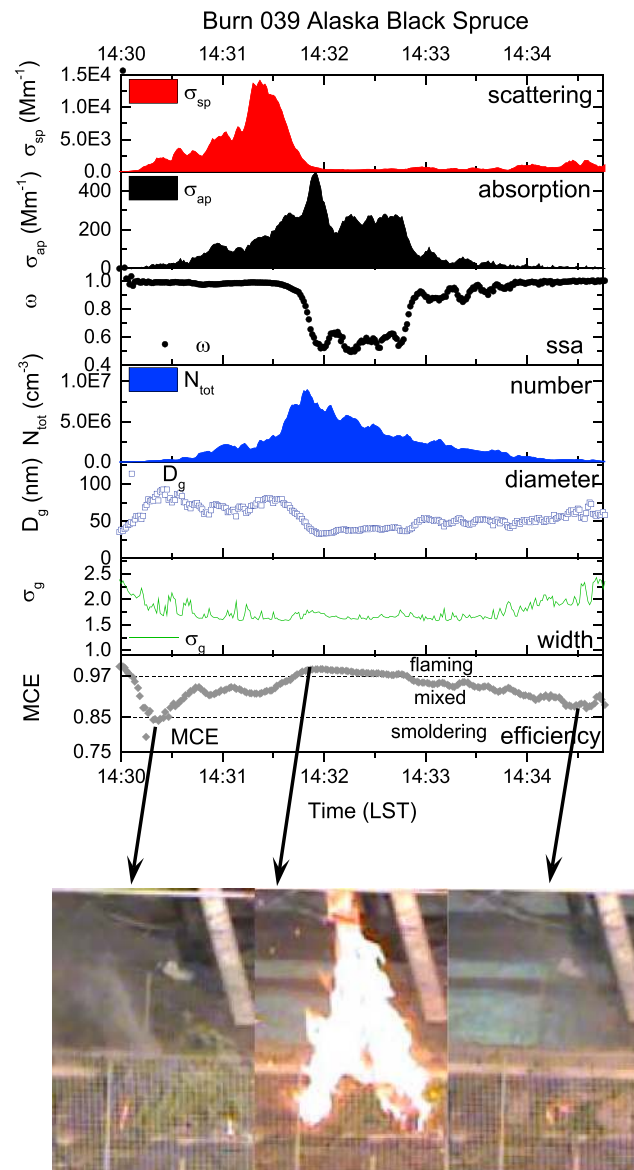 Burn 039 Alaska Black Spruce
14:30 14:31 14:32 14:33 14:34
1.5E4
1.0E4
5.0E3
0.0
σsp (Mm-1)
σsp
scattering
400
200
0
σap (Mm-1)
σap
absorption
1.0
0.8
0.6
0.4
ω
ω
ssa
1.0E7
5.0E6
0.0
Ntot (cm-3)
Ntot
number
100
50
0
Dg (nm)
Dg
diameter
2.5
2.0
1.5
1.0
σg
σg
width
0.97
0.85
0.75
MCE
flaming
mixed
smoldering
MCE
efficiency
14:30 14:31 14:32 14:33 14:34
Time (LST)